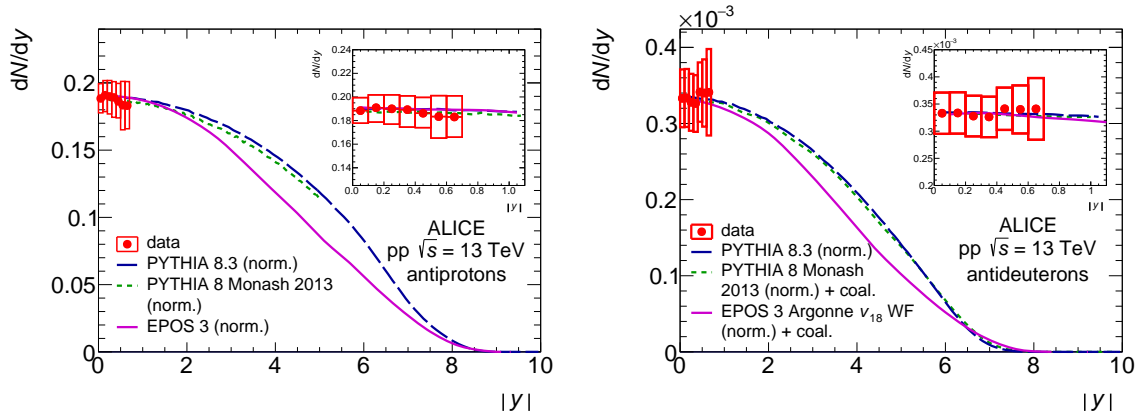 dN/dy
0.2
0.15
0.1
0.05
0
0 2 4 6 8 10
|y|
dN/dy
0.24
0.22
0.20
0.18
0.16
0.14
0.12
0.0 0.2 0.4 0.6 0.8 1.0
|y|
ALICE
pp √s = 13 TeV
antiprotons
data
PYTHIA 8.3 (norm.)
PYTHIA 8 Monash 2013
(norm.)
EPOS 3 (norm.)
×10⁻³
dN/dy
0.4
0.3
0.2
0.1
0
0 2 4 6 8 10
|y|
×10⁻³
dN/dy
0.45
0.4
0.35
0.3
0.25
0.2
0.0 0.2 0.4 0.6 0.8 1.0
|y|
ALICE
pp √s = 13 TeV
antideuterons
data
PYTHIA 8.3 (norm.)
PYTHIA 8 Monash
2013 (norm.) + coal.
EPOS 3 Argonne v₁₈ WF
(norm.) + coal.